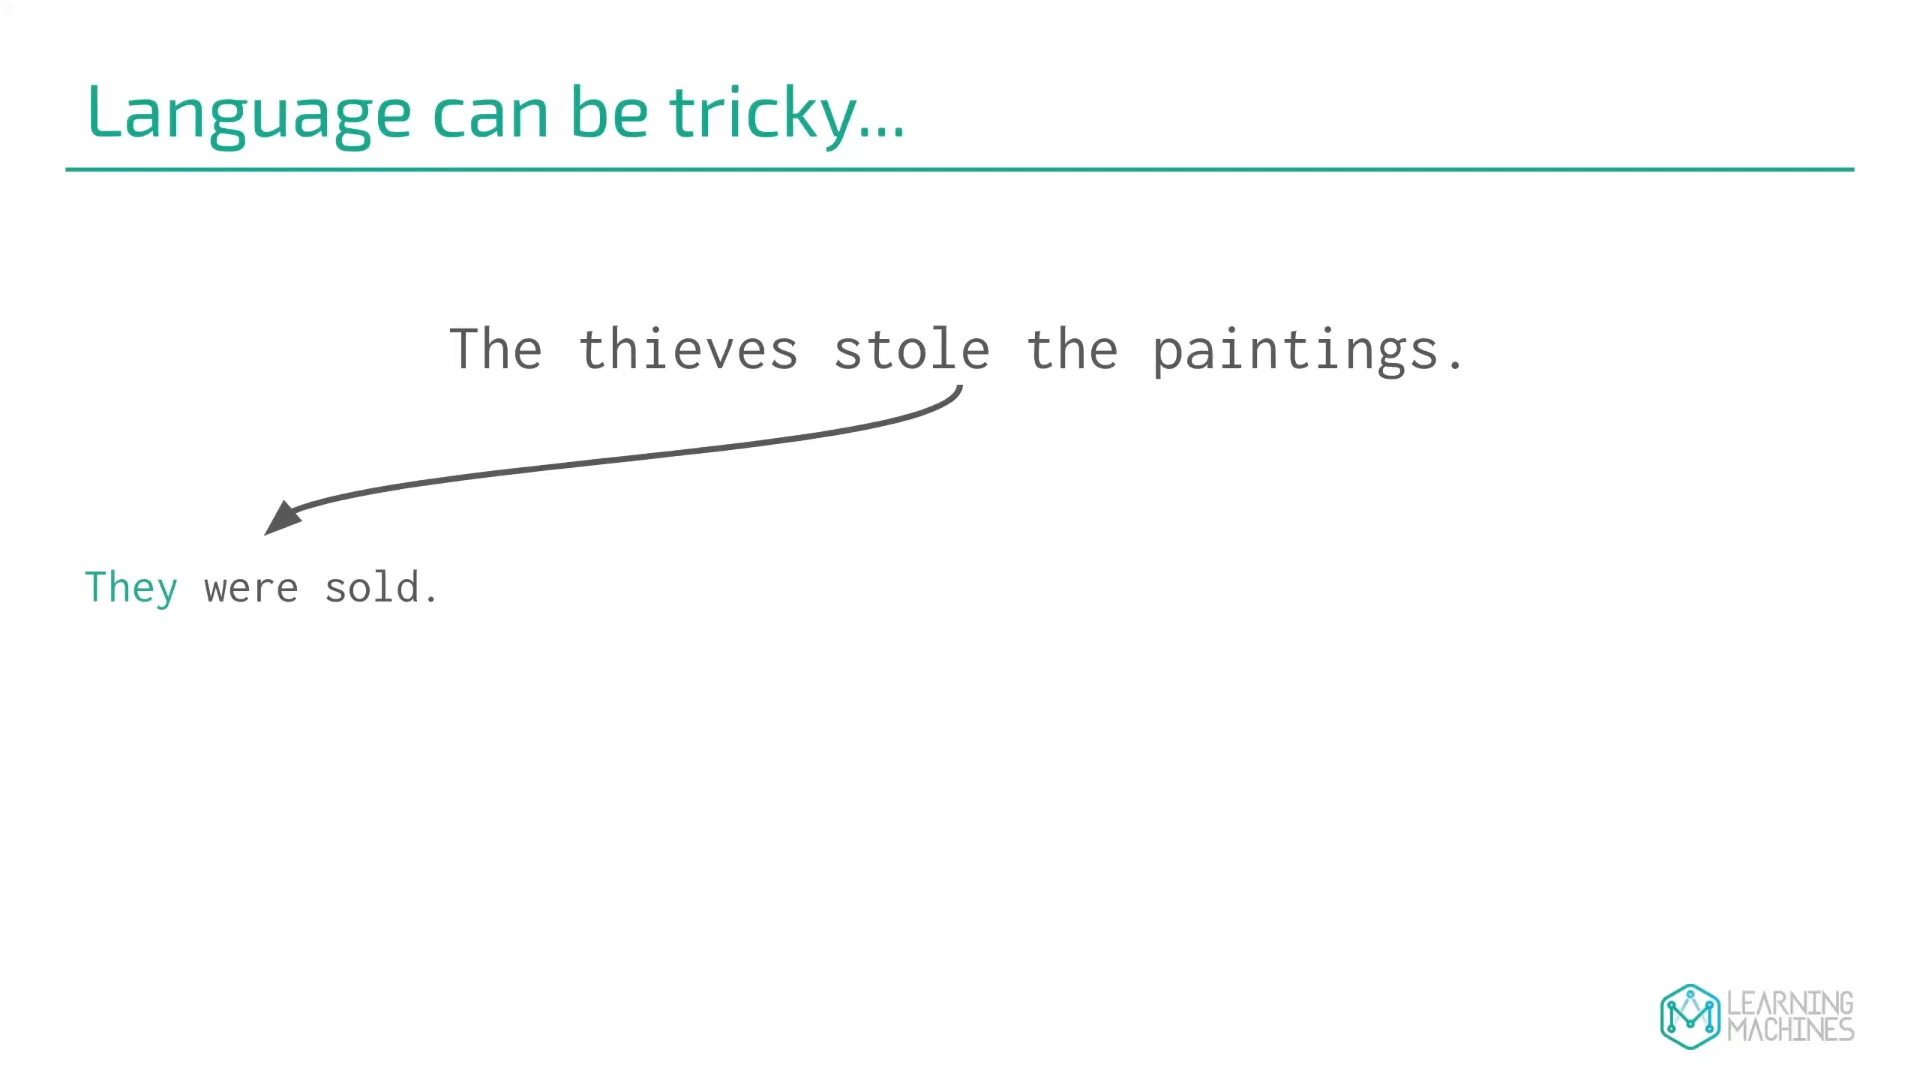 Language can be tricky...
The thieves stole the paintings.
They were sold.
LEARNING
MACHINES